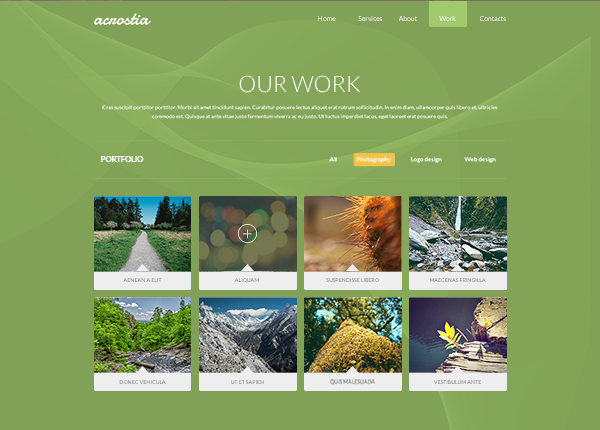 acrostia
Home Services About Work Contacts
OUR WORK
Kras suscipit porttitor porttitor. Morbi sit amet tincidunt sapien. Curabitur posuere lectus aliquet erat rutrum sollicitudin. In enim diam, ullamcorper quis libero et, ultricies
commodo est. Quisque at ante vitae justo fermentum viverra ac eu justo. Ut luctus imperdiet lacus, eget laoreet erat posuere quis.
PORTFOLIO
All Photography Logo design Web design
AENEAN A ELIT ALIQUAM SUSPENDISSE LIBERO MAECENAS FRINGILLA
DONEC VEHICULA UT ET SAPIEN QUIS MALESUADA VESTIBULUM ANTE